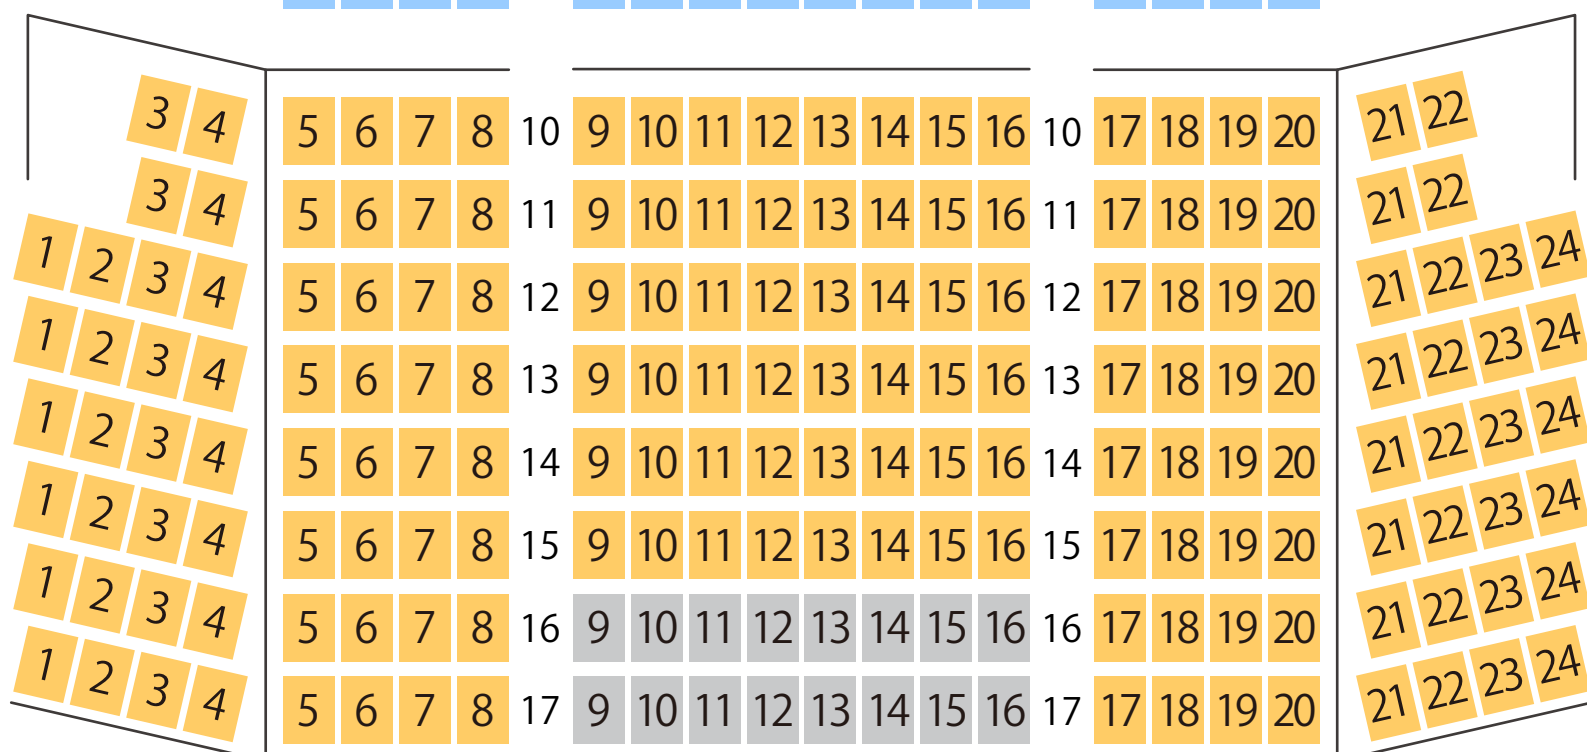 3 4 5 6 7 8 10 9 10 11 12 13 14 15 16 10 17 18 19 20 21 22
3 4 5 6 7 8 11 9 10 11 12 13 14 15 16 11 17 18 19 20 21 22
1 2 3 4 5 6 7 8 12 9 10 11 12 13 14 15 16 12 17 18 19 20 21 22 23 24
1 2 3 4 5 6 7 8 13 9 10 11 12 13 14 15 16 13 17 18 19 20 21 22 23 24
1 2 3 4 5 6 7 8 14 9 10 11 12 13 14 15 16 14 17 18 19 20 21 22 23 24
1 2 3 4 5 6 7 8 15 9 10 11 12 13 14 15 16 15 17 18 19 20 21 22 23 24
1 2 3 4 5 6 7 8 16 9 10 11 12 13 14 15 16 16 17 18 19 20 21 22 23 24
1 2 3 4 5 6 7 8 17 9 10 11 12 13 14 15 16 17 17 18 19 20 21 22 23 24